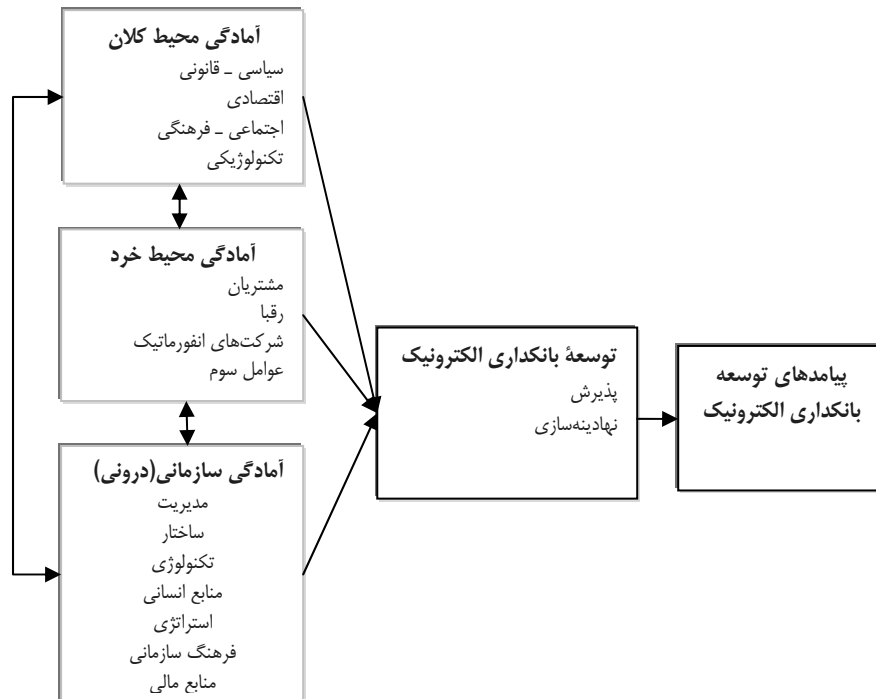 آمادگی محیط کلان
سیاسی ـ قانونی
اقتصادی
اجتماعی ـ فرهنگی
تکنولوژیکی
آمادگی محیط خرد
مشتریان
رقبا
شرکت‌های انفورماتیک
عوامل سوم
آمادگی سازمانی(درونی)
مدیریت
ساختار
تکنولوژی
منابع انسانی
استراتژی
فرهنگ سازمانی
منابع مالی
توسعهٔ بانکداری الکترونیک
پذیرش
نهادینه‌سازی
پیامدهای توسعه
بانکداری الکترونیک